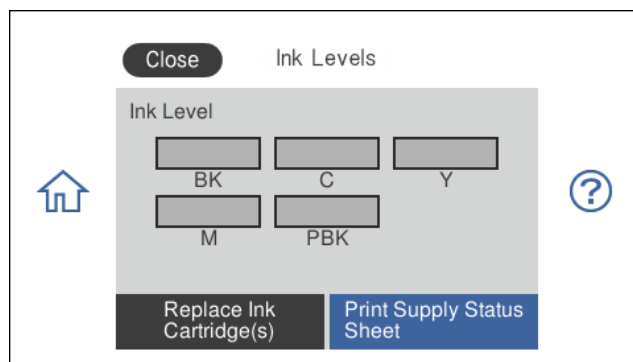 Close
Ink Levels
Ink Level
BK
C
Y
M
PBK
Replace Ink
Cartridge(s)
Print Supply Status
Sheet
?